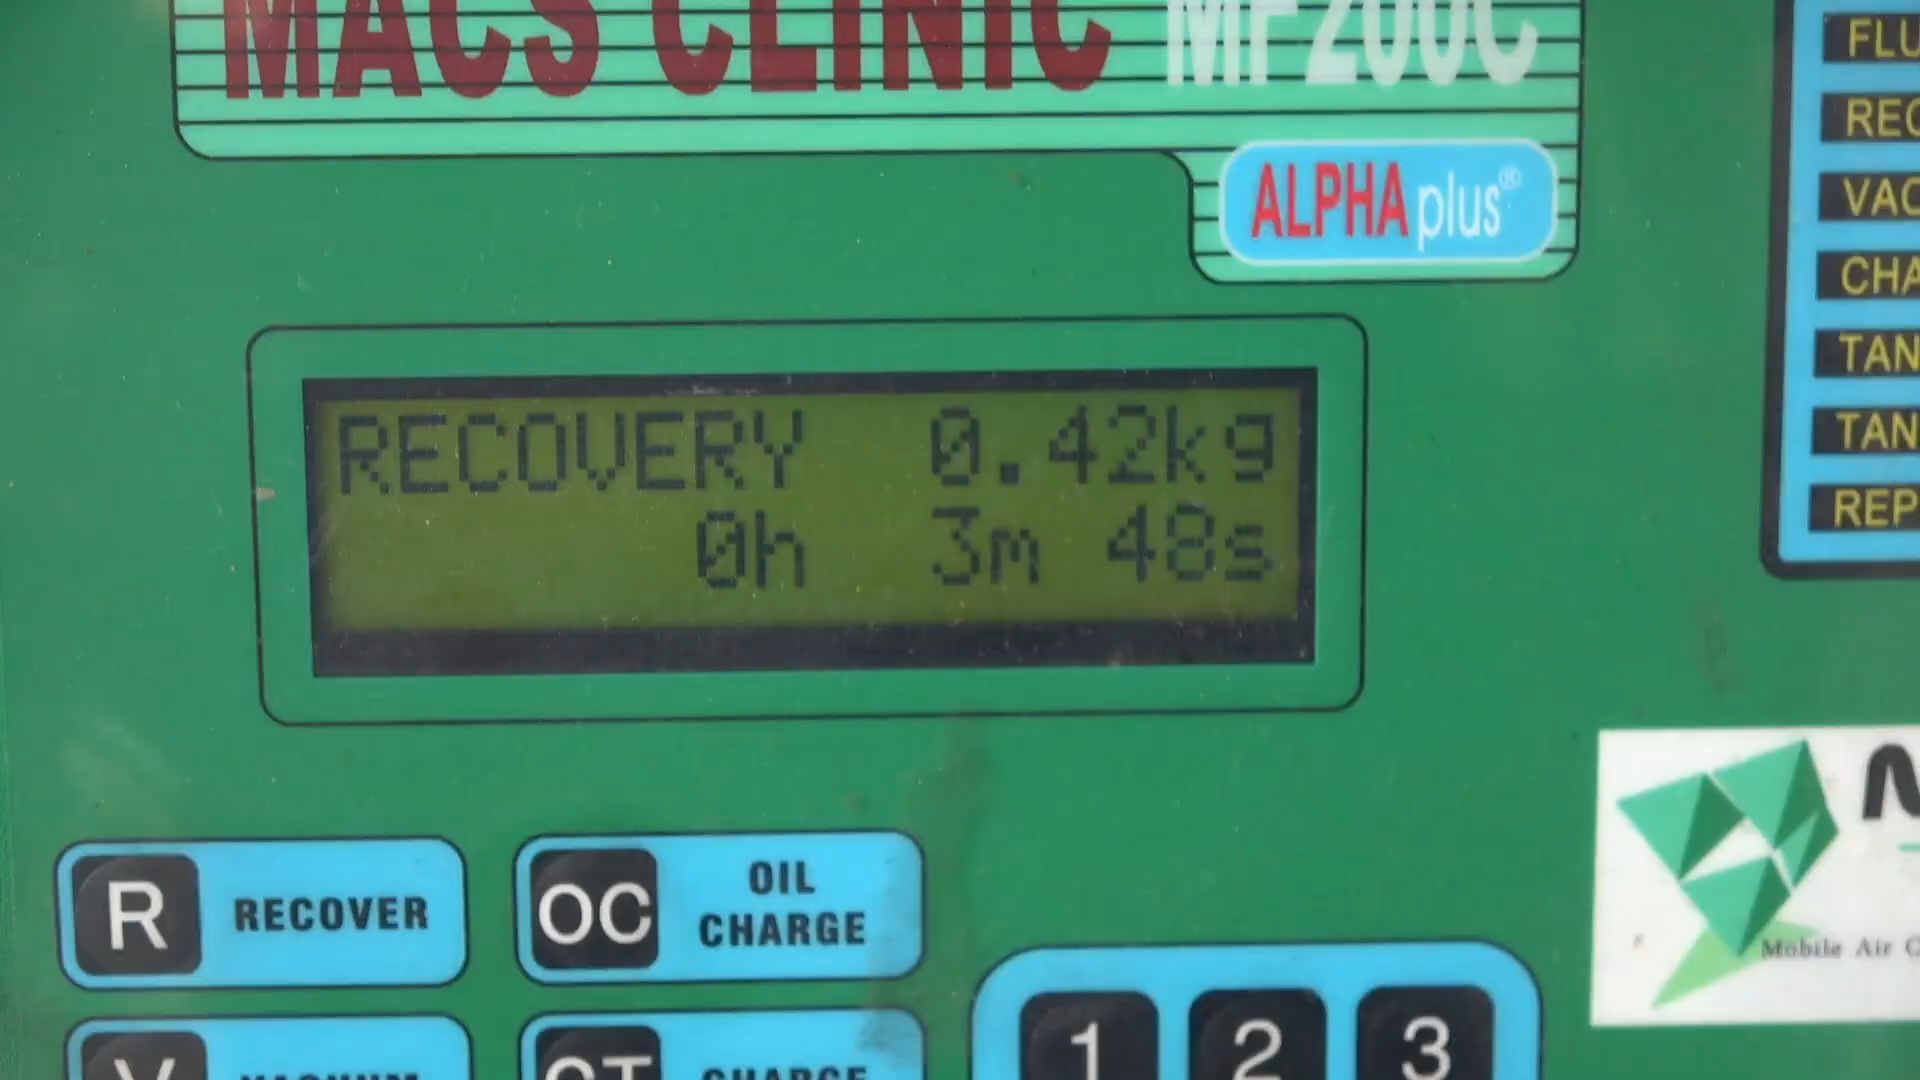 MACS CLINIC MF200C
ALPHA plus®
RECOVERY 0.42kg
0h 3m 48s
R RECOVER
OC OIL CHARGE
1 2 3
Mobile Air
FLU
REC
VAC
CHA
TAN
TAN
REP